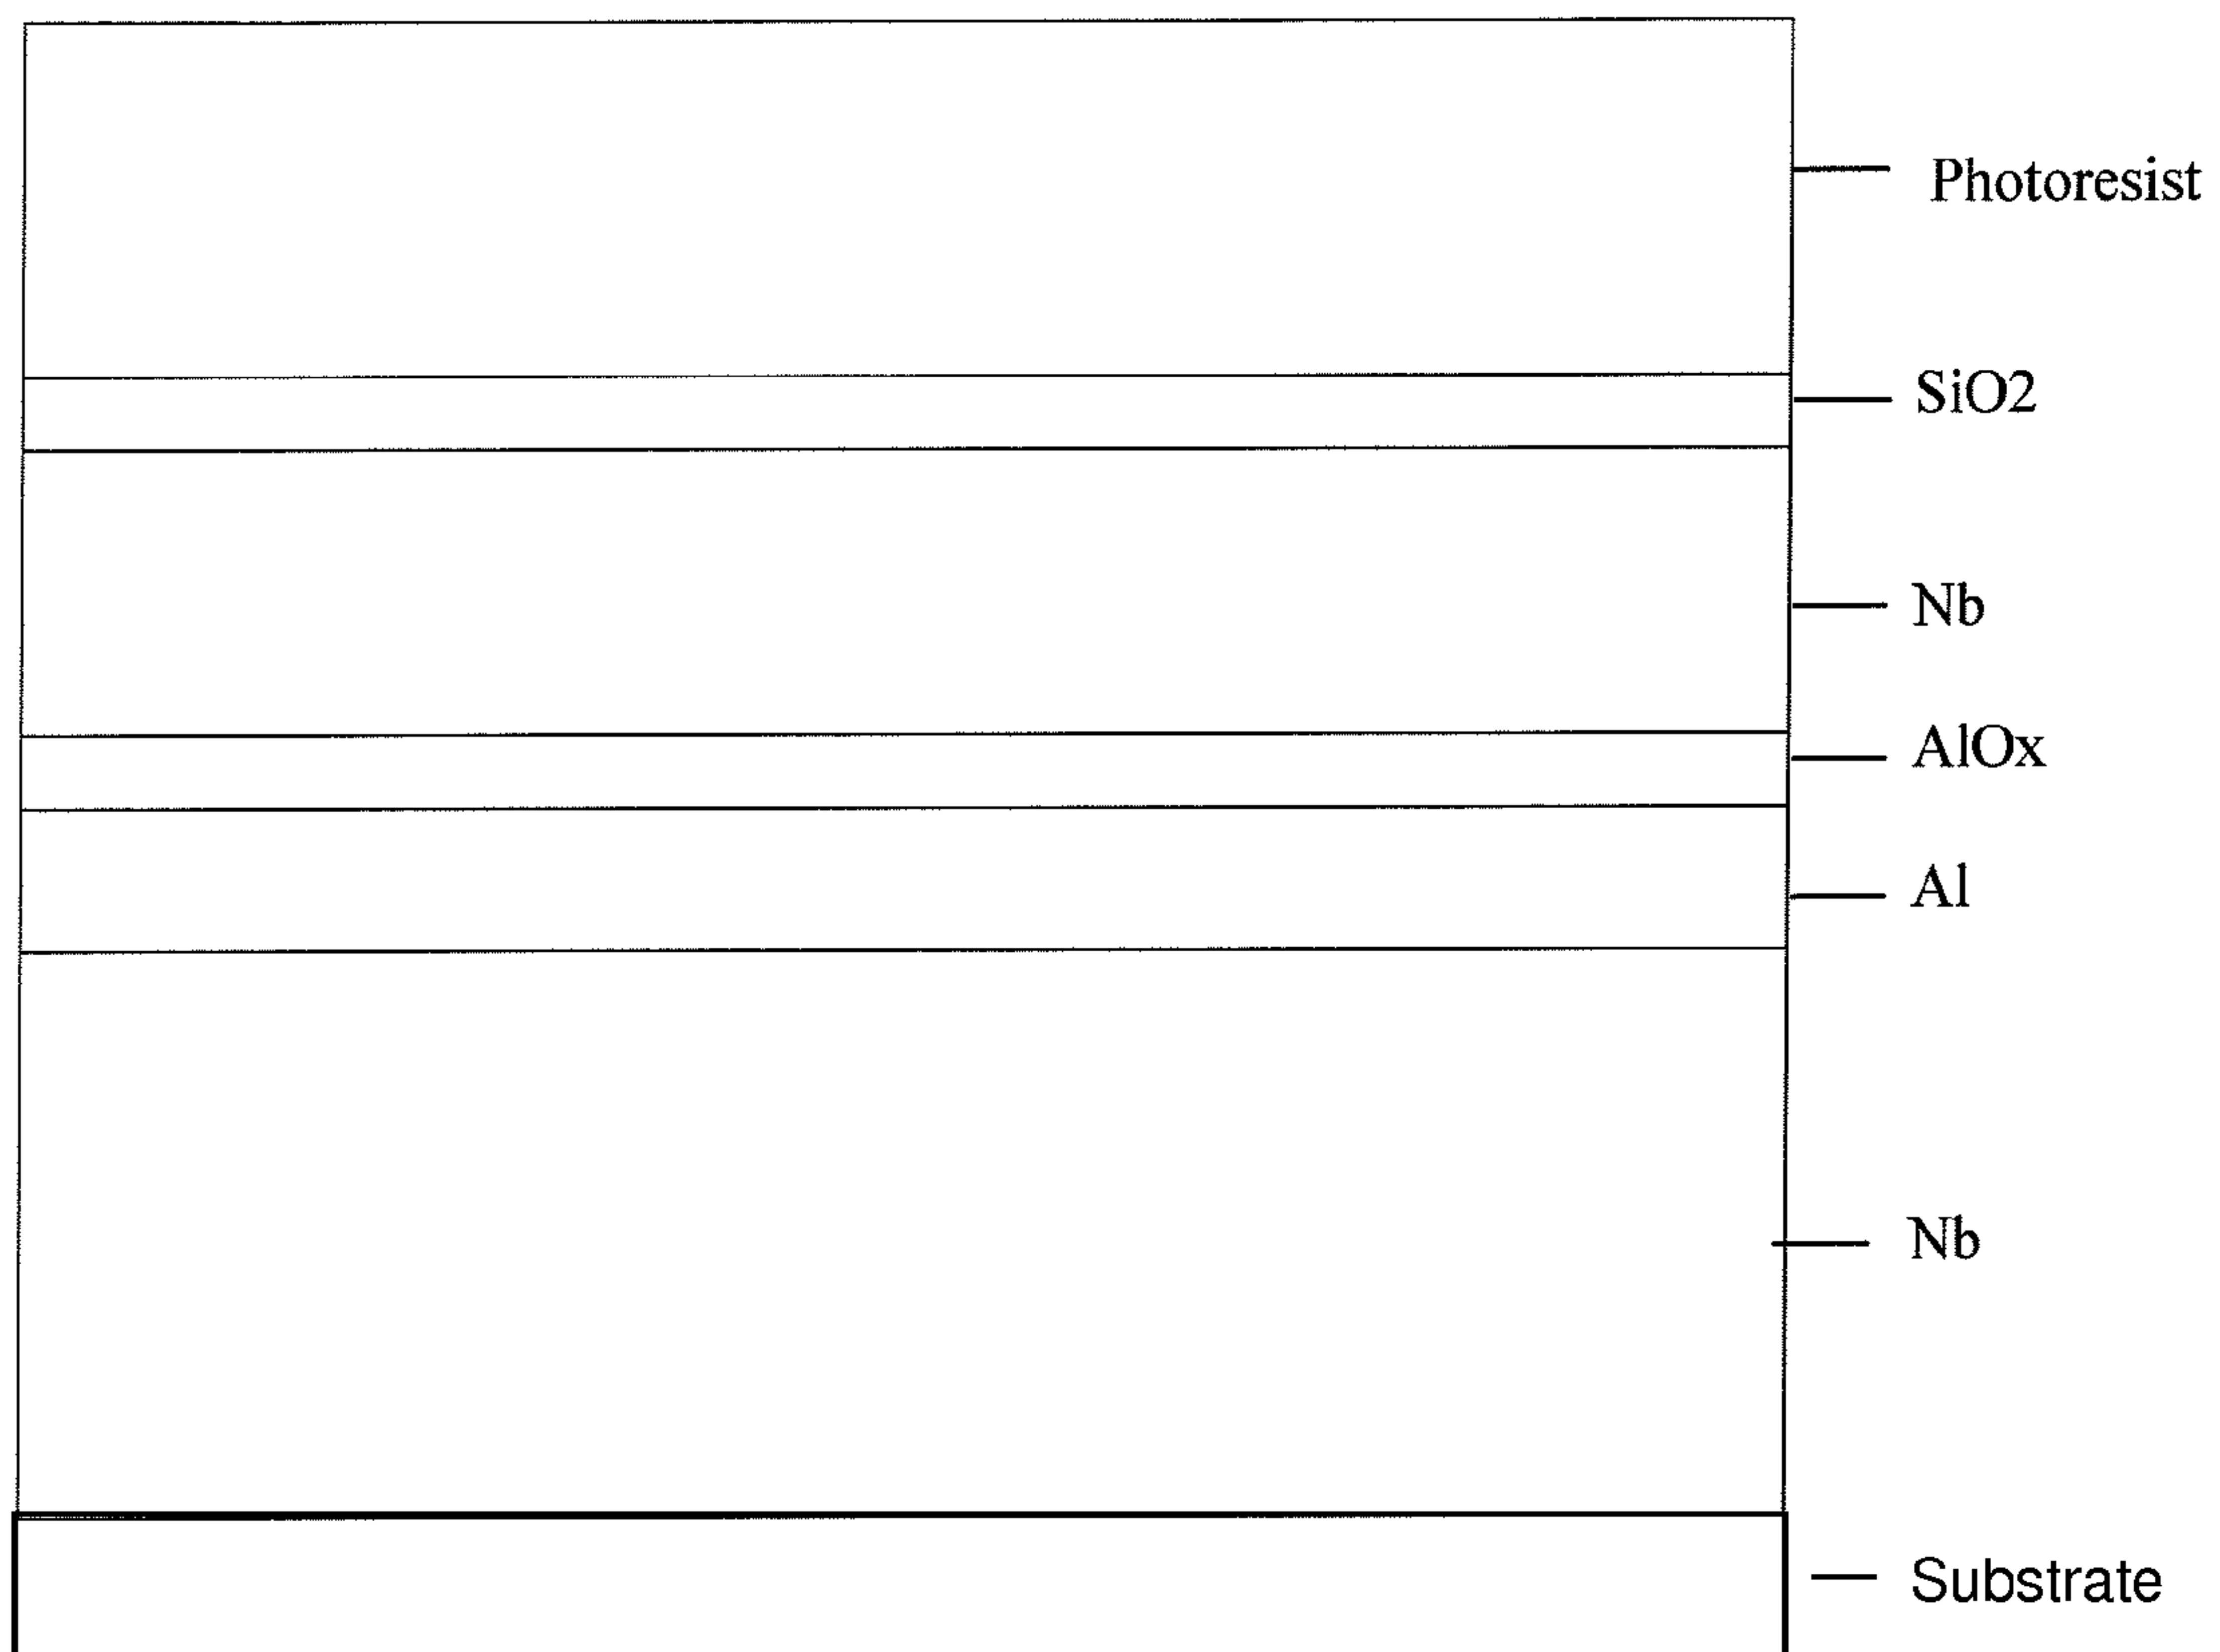 Photoresist
SiO2
Nb
AlOx
Al
Nb
Substrate